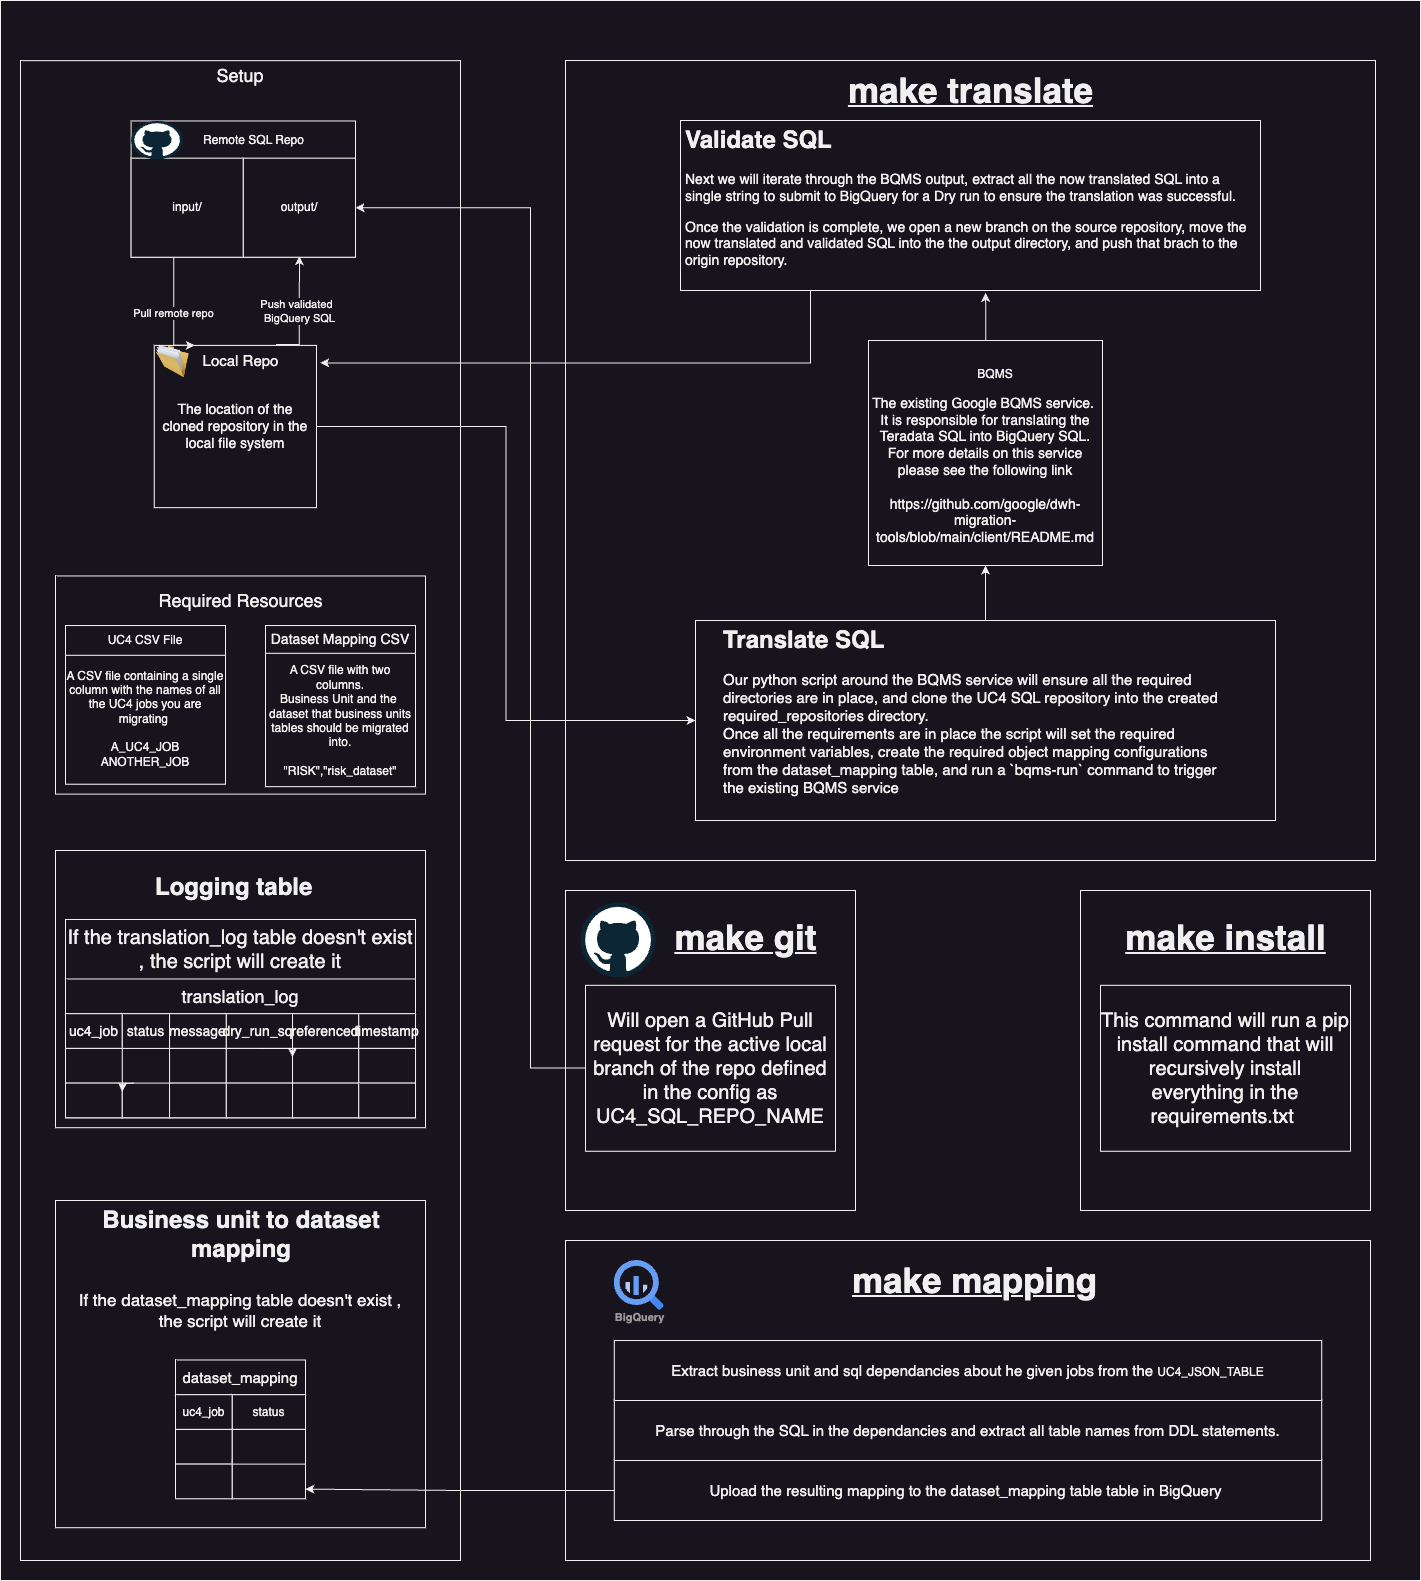 Setup
Remote SQL Repo
input/
output/
Pull remote repo
Push validated
BigQuery SQL
Local Repo
The location of the
cloned repository in the
local file system
Required Resources
UC4 CSV File
A CSV file containing a single
column with the names of all
the UC4 jobs you are
migrating
A_UC4_JOB
ANOTHER_JOB
Dataset Mapping CSV
A CSV file with two
columns.
Business Unit and the
dataset that business units
tables should be migrated
into.
"RISK","risk_dataset"
Logging table
If the translation_log table doesn't exist
, the script will create it
translation_log
uc4_job
status
message
dry_run_sq
referenced
timestamp
Business unit to dataset
mapping
If the dataset_mapping table doesn't exist ,
the script will create it
dataset_mapping
uc4_job
status
make translate
Validate SQL
Next we will iterate through the BQMS output, extract all the now translated SQL into a
single string to submit to BigQuery for a Dry run to ensure the translation was successful.
Once the validation is complete, we open a new branch on the source repository, move the
now translated and validated SQL into the the output directory, and push that brach to the
origin repository.
BQMS
The existing Google BQMS service.
It is responsible for translating the
Teradata SQL into BigQuery SQL.
For more details on this service
please see the following link
https://github.com/google/dwh-
migration-
tools/blob/main/client/README.md
Translate SQL
Our python script around the BQMS service will ensure all the required
directories are in place, and clone the UC4 SQL repository into the created
required_repositories directory.
Once all the requirements are in place the script will set the required
environment variables, create the required object mapping configurations
from the dataset_mapping table, and run a `bqms-run` command to trigger
the existing BQMS service
make git
Will open a GitHub Pull
request for the active local
branch of the repo defined
in the config as
UC4_SQL_REPO_NAME
make install
This command will run a pip
install command that will
recursively install
everything in the
requirements.txt
BigQuery
make mapping
Extract business unit and sql dependancies about he given jobs from the UC4_JSON_TABLE
Parse through the SQL in the dependancies and extract all table names from DDL statements.
Upload the resulting mapping to the dataset_mapping table table in BigQuery